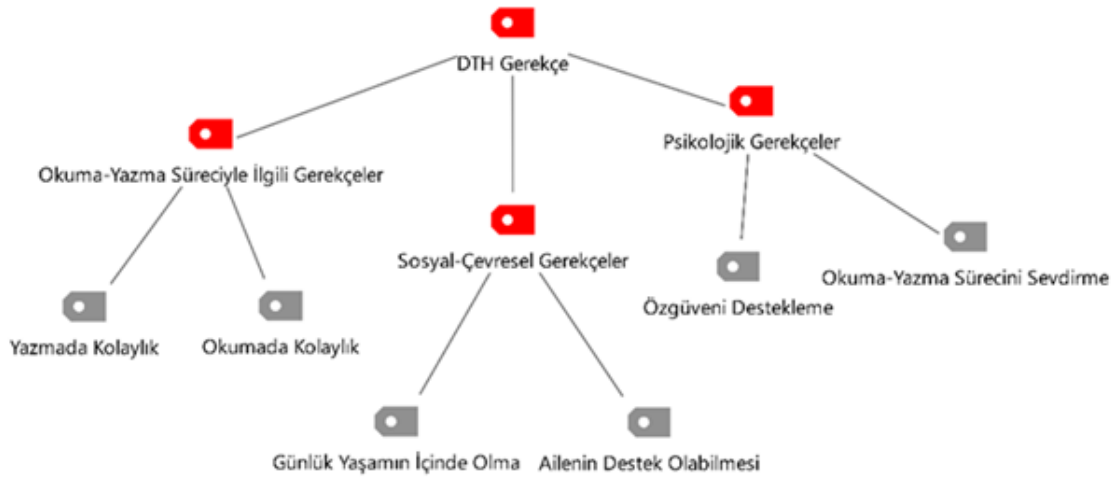 DTH Gerekçe
Psikolojik Gerekçeler
Okuma-Yazma Süreciyle İlgili Gerekçeler
Sosyal-Çevresel Gerekçeler
Okuma-Yazma Sürecini Sevdirme
Özgüveni Destekleme
Yazmada Kolaylık
Okumada Kolaylık
Günlük Yaşamın İçinde Olma
Ailenin Destek Olabilmesi